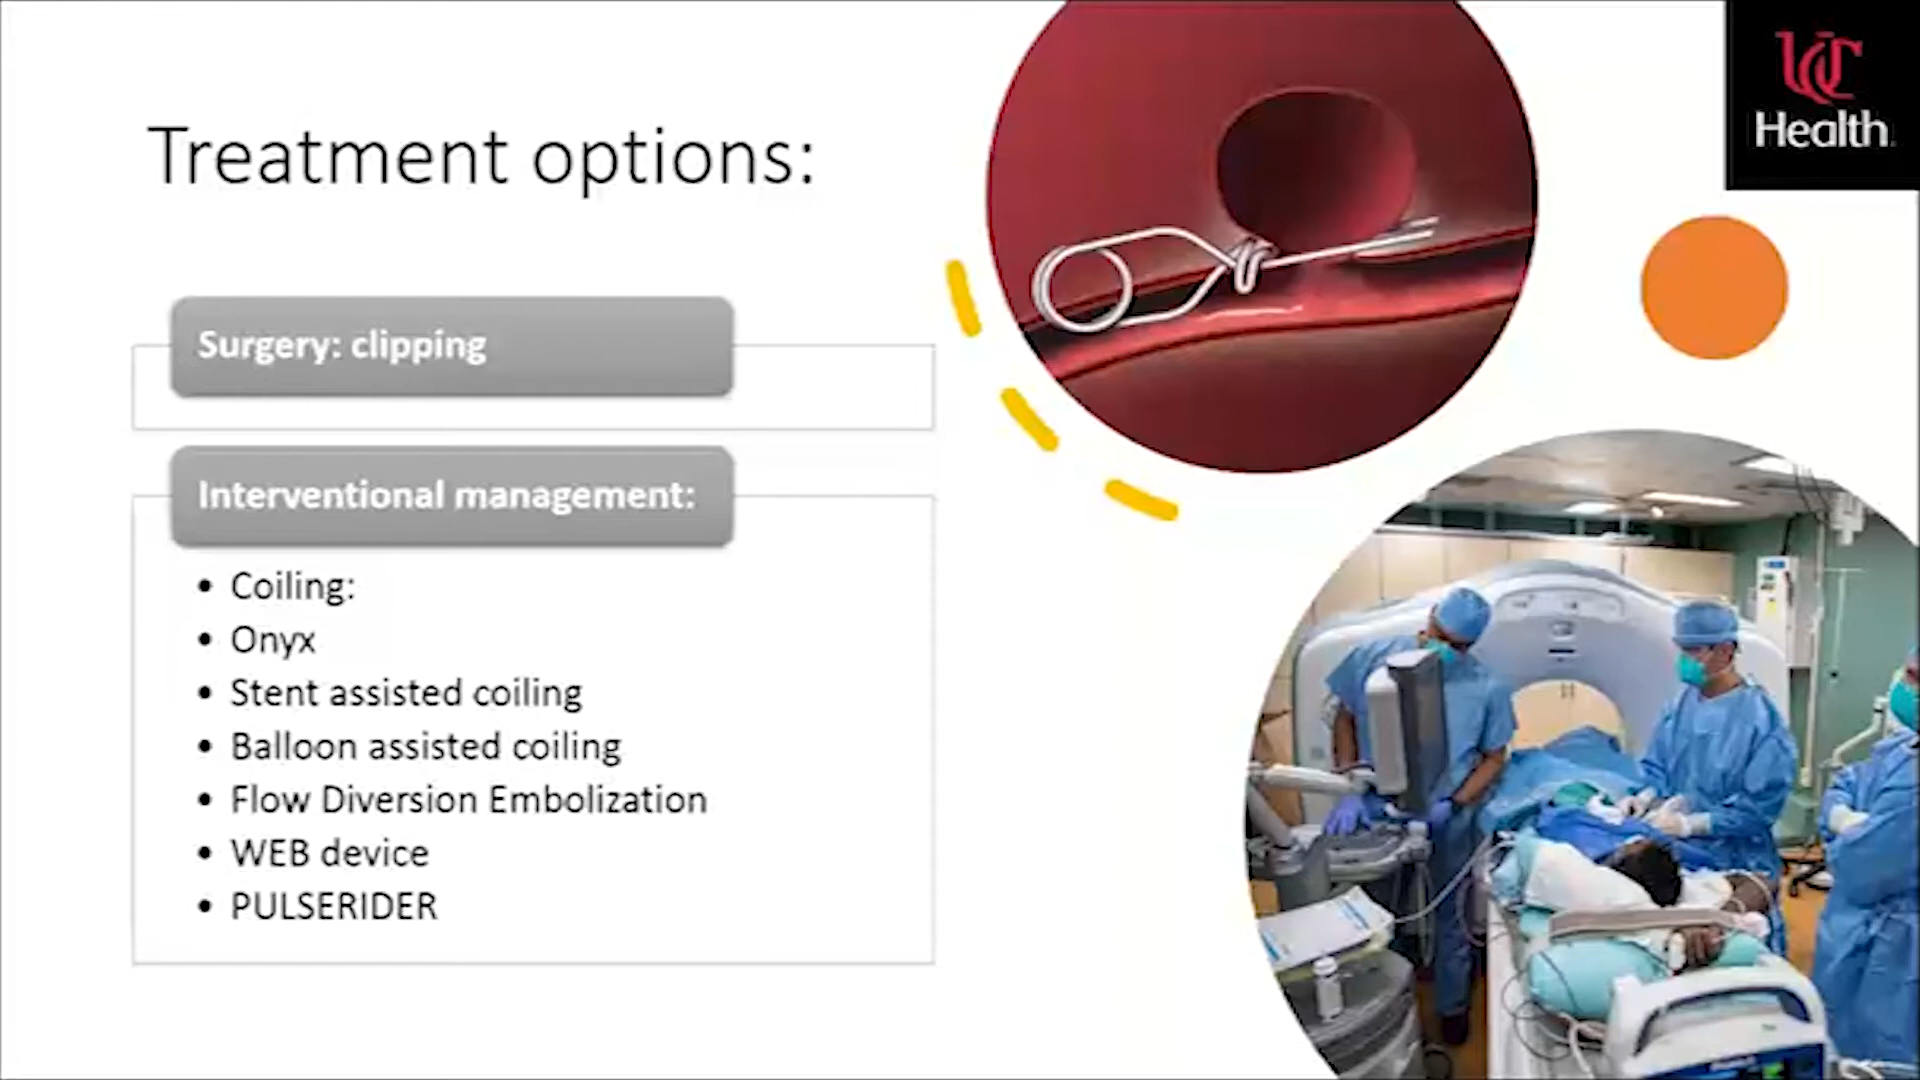 UC
Health
Treatment options:
Surgery: clipping
Interventional management:
• Coiling:
• Onyx
• Stent assisted coiling
• Balloon assisted coiling
• Flow Diversion Embolization
• WEB device
• PULSERIDER